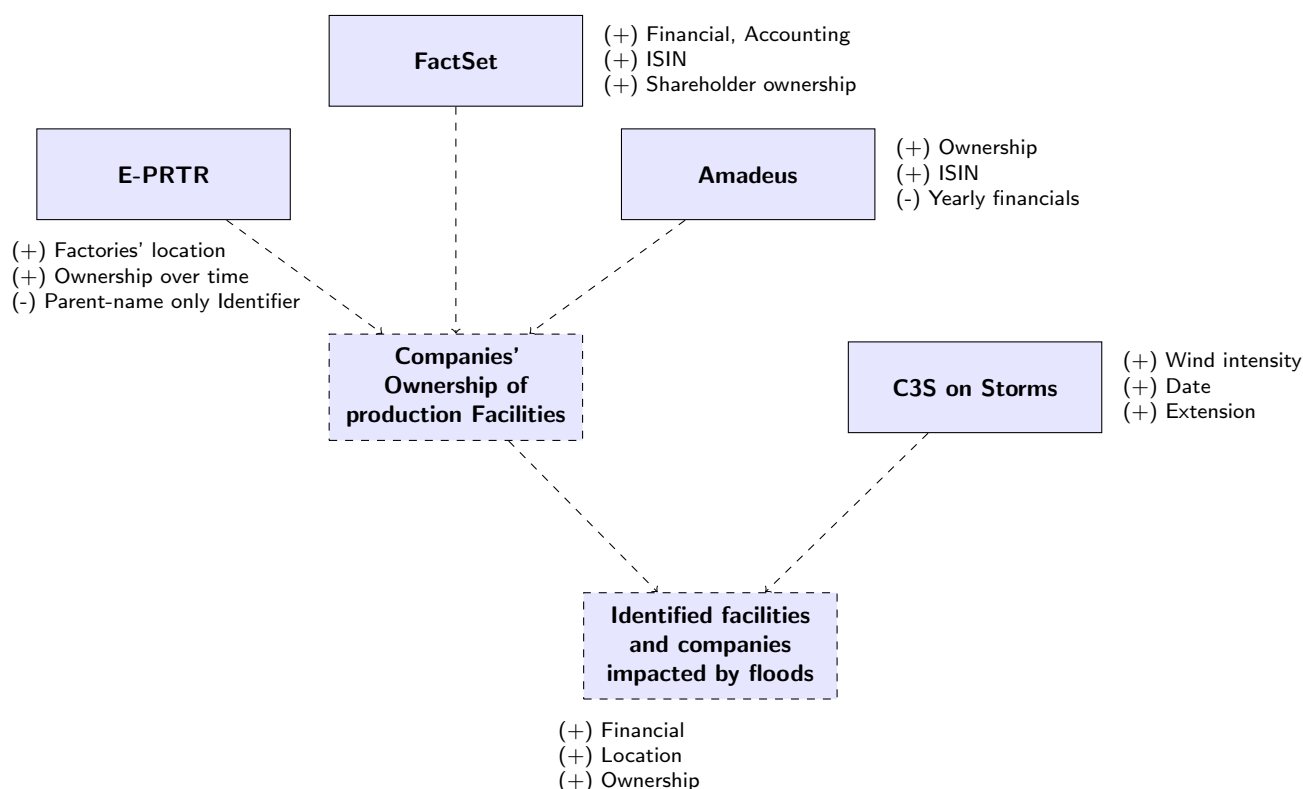 FactSet
(+) Financial, Accounting
(+) ISIN
(+) Shareholder ownership
E-PRTR
(+) Factories' location
(+) Ownership over time
(-) Parent-name only Identifier
Amadeus
(+) Ownership
(+) ISIN
(-) Yearly financials
Companies'
Ownership of
production Facilities
C3S on Storms
(+) Wind intensity
(+) Date
(+) Extension
Identified facilities
and companies
impacted by floods
(+) Financial
(+) Location
(+) Ownership